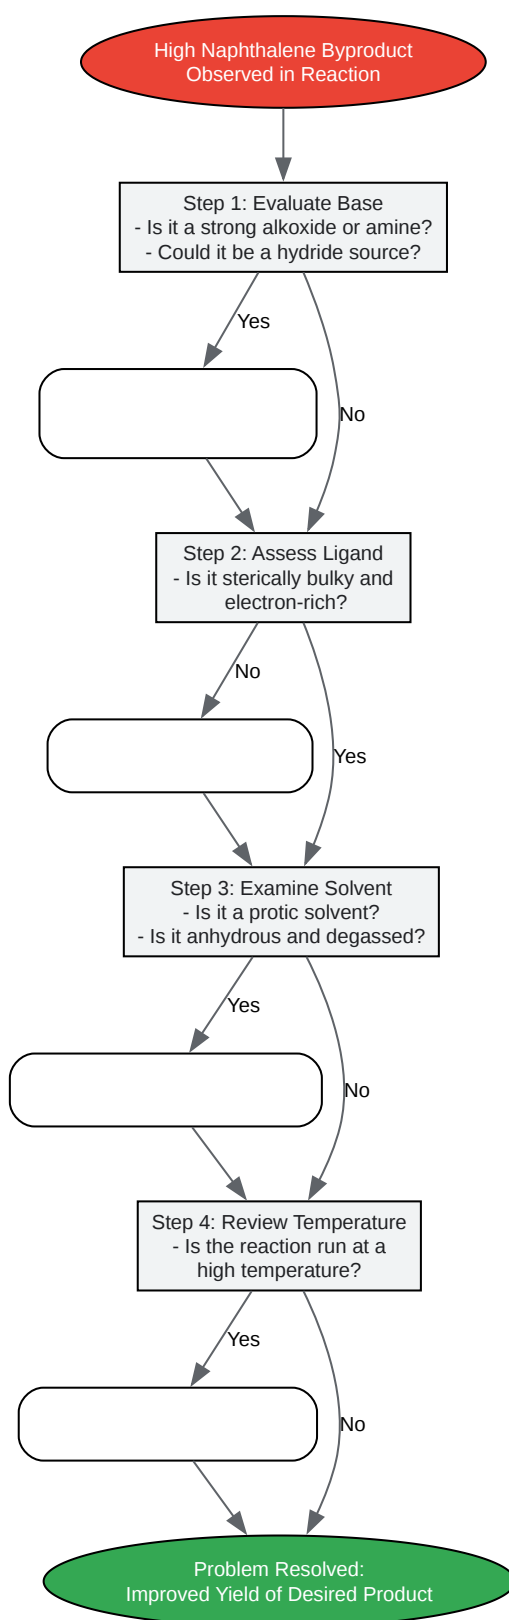 High Naphthalene Byproduct
Observed in Reaction
Step 1: Evaluate Base
- Is it a strong alkoxide or amine?
- Could it be a hydride source?
Yes
No
Step 2: Assess Ligand
- Is it sterically bulky and
electron-rich?
No
Yes
Step 3: Examine Solvent
- Is it a protic solvent?
- Is it anhydrous and degassed?
Yes
No
Step 4: Review Temperature
- Is the reaction run at a
high temperature?
Yes
No
Problem Resolved:
Improved Yield of Desired Product